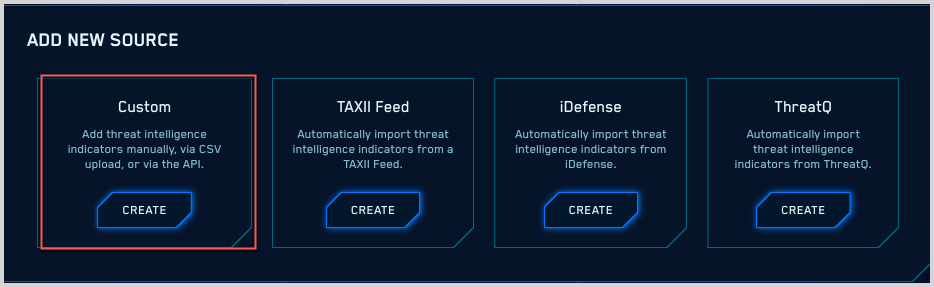 ADD NEW SOURCE
Custom
Add threat intelligence
indicators manually, via CSV
upload, or via the API.
CREATE
TAXII Feed
Automatically import threat
intelligence indicators from a
TAXII Feed.
CREATE
iDefense
Automatically import threat
intelligence indicators from
iDefense.
CREATE
ThreatQ
Automatically import
threat intelligence
indicators from ThreatQ.
CREATE